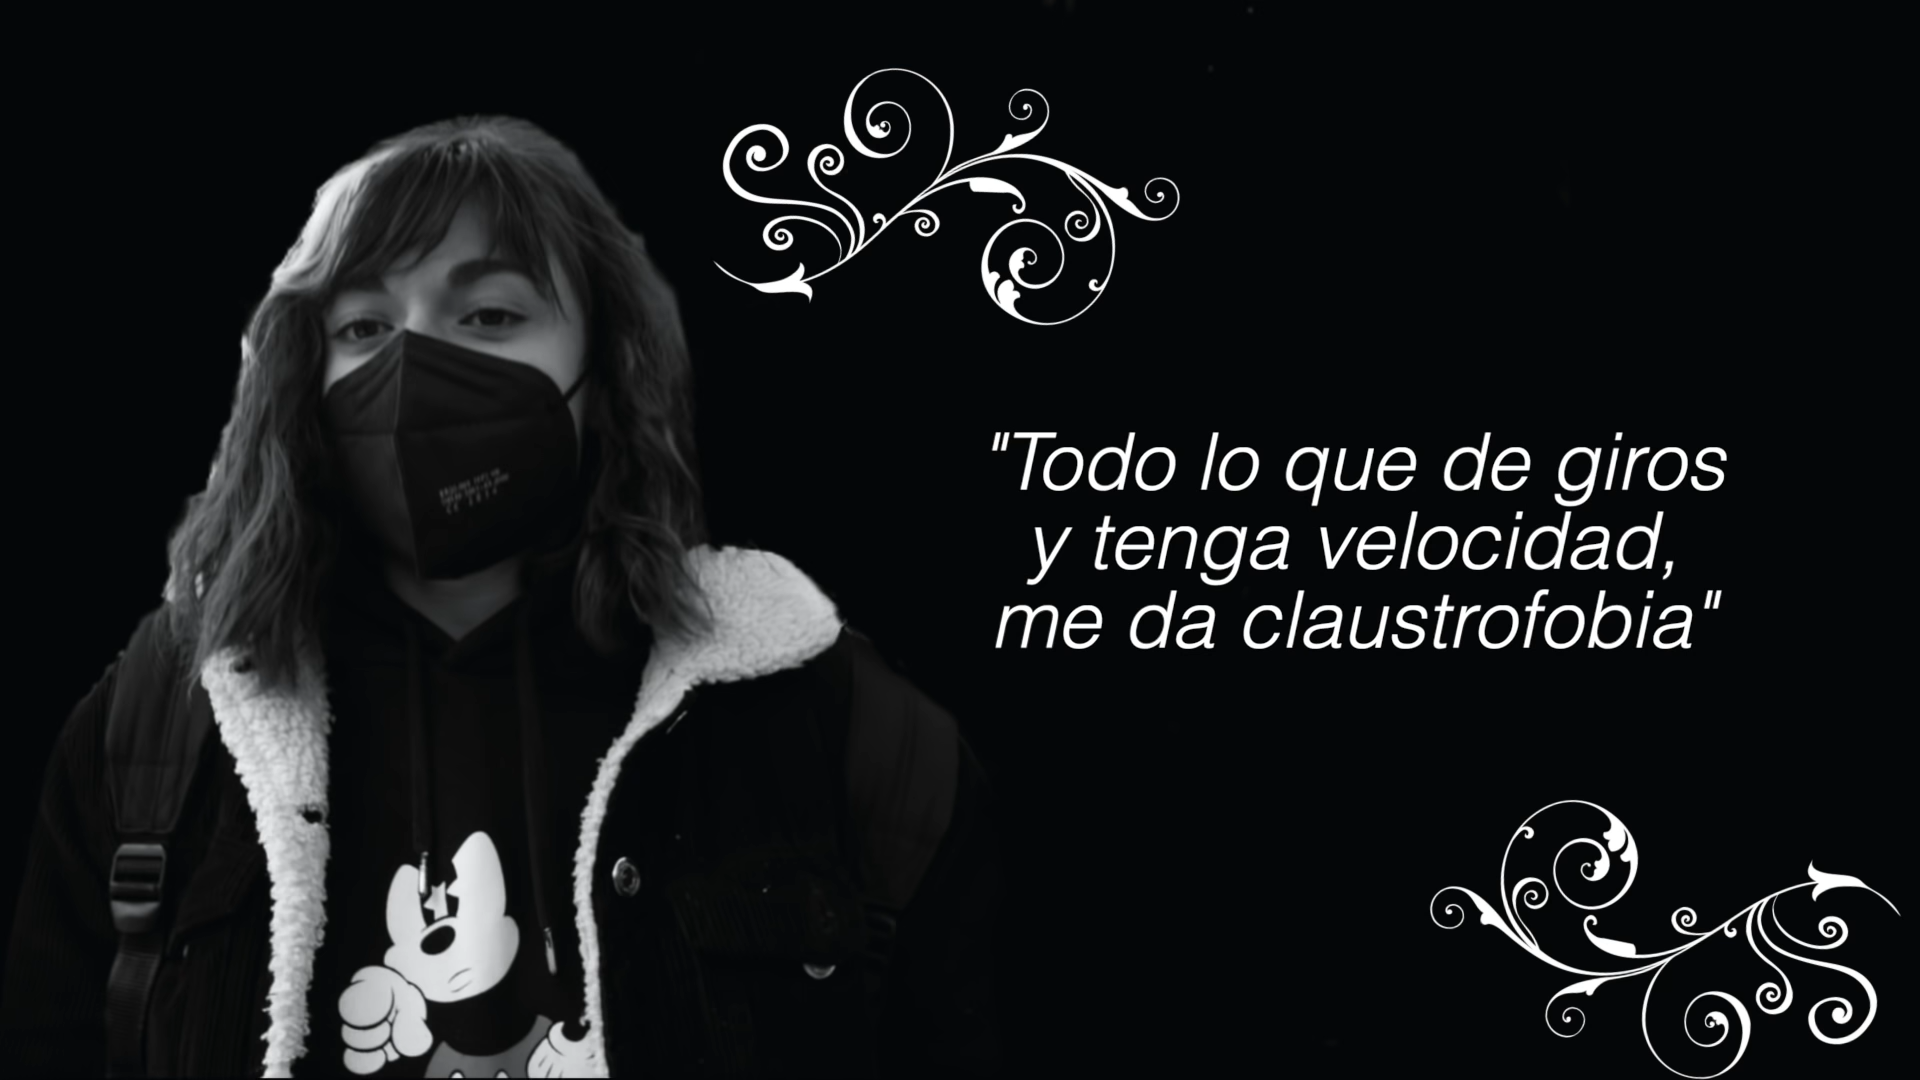 "Todo lo que de giros
y tenga velocidad,
me da claustrofobia"